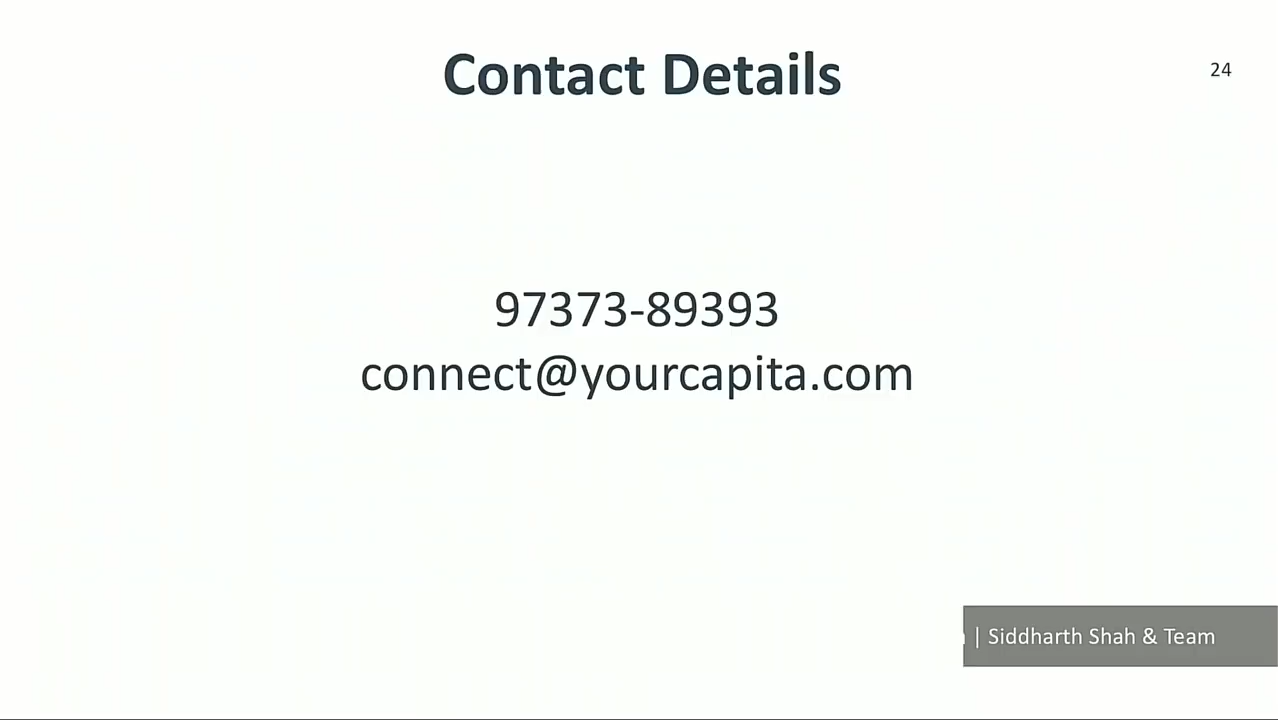 Contact Details
24
97373-89393
connect@yourcapita.com
| Siddharth Shah & Team